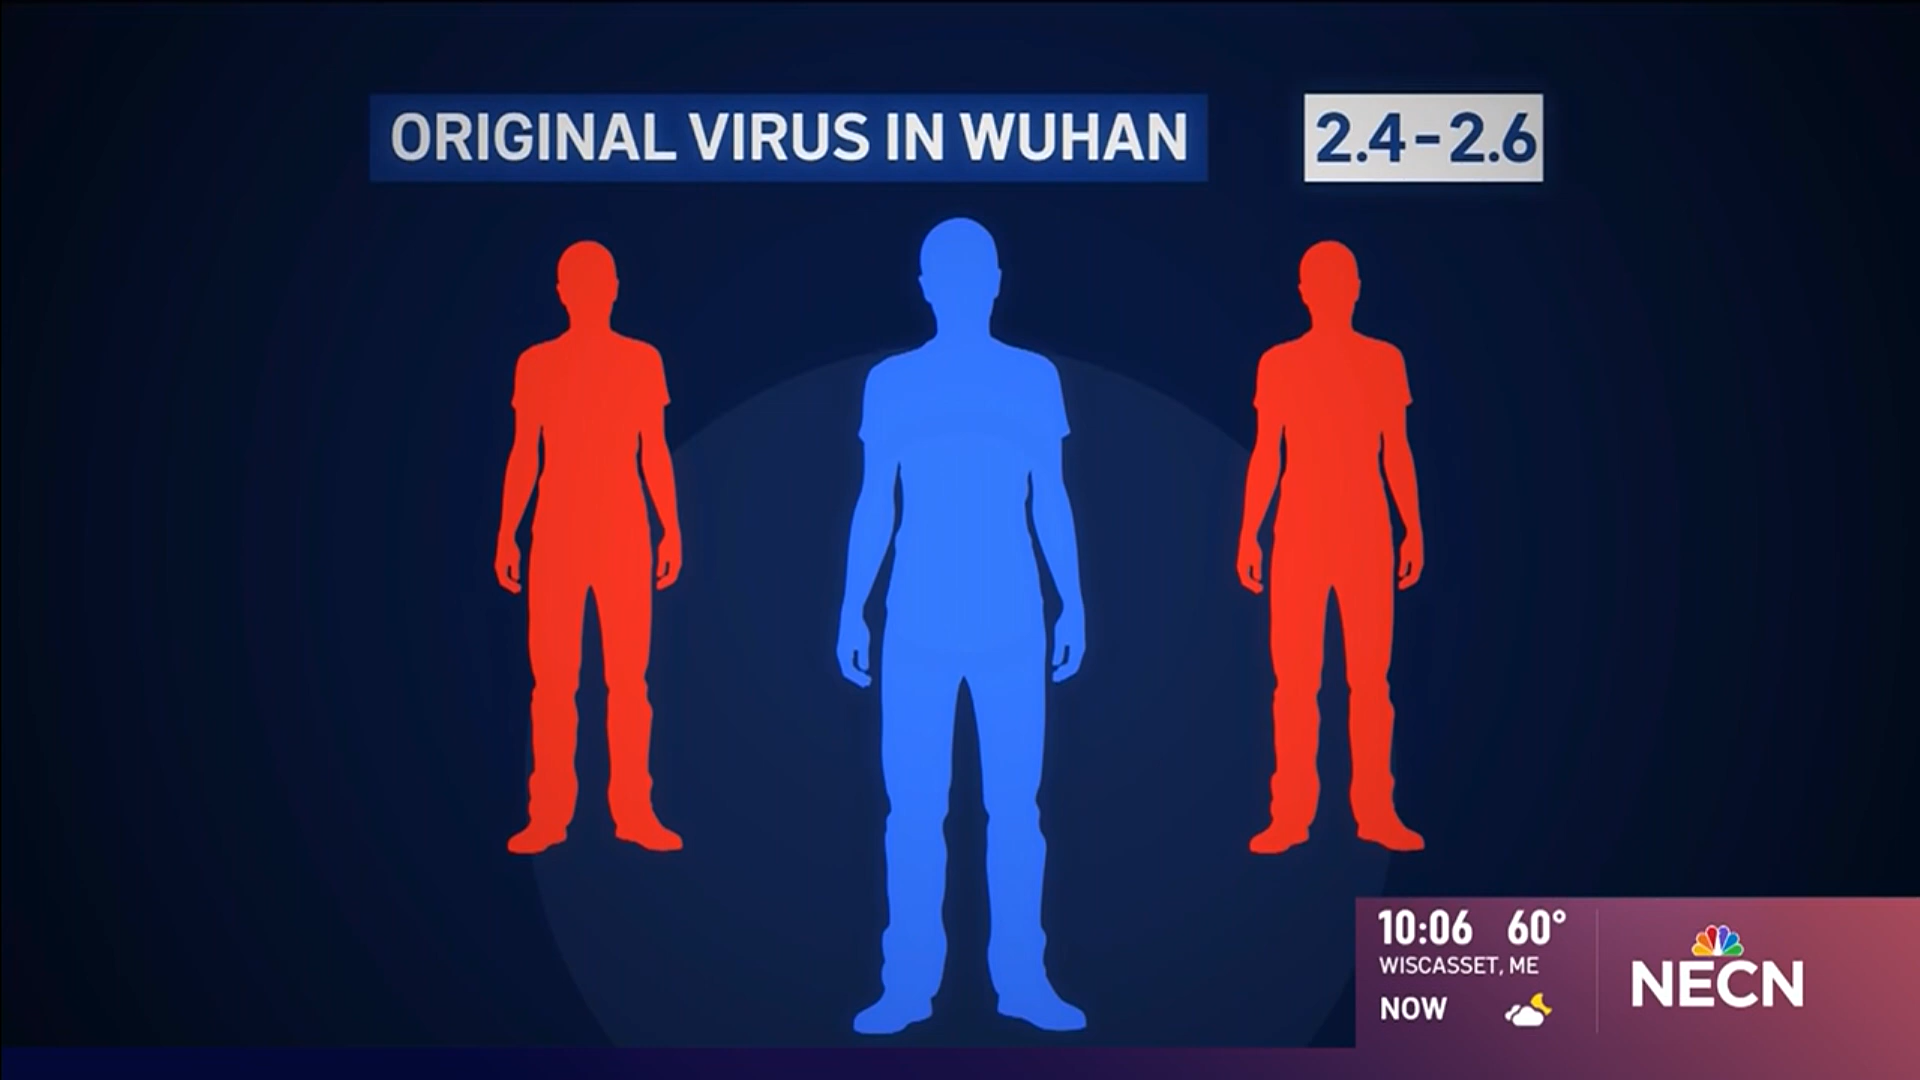 ORIGINAL VIRUS IN WUHAN
2.4-2.6
10:06 60°
WISCASSET, ME
NOW
NECN